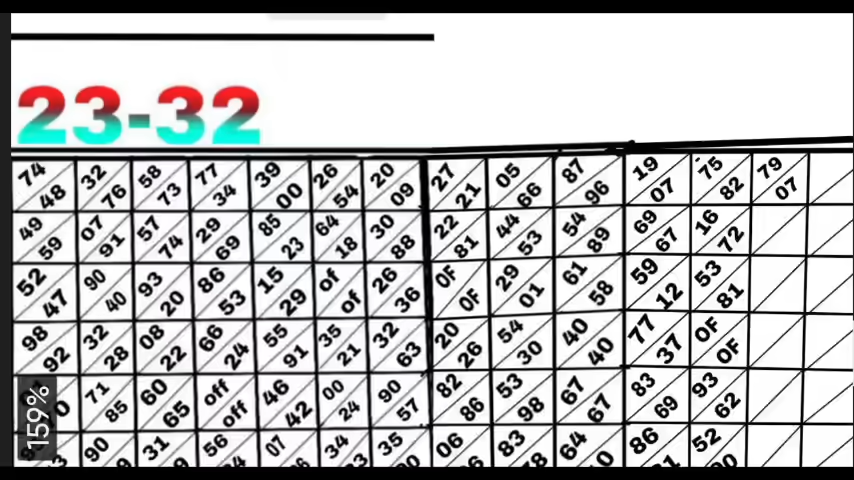 23-32
74 48 32 76 58 73 77 34 39 00 26 54 20 09 27 21 05 66 87 96 19 07 75 82 79 07
49 59 07 91 57 74 29 69 85 23 64 18 30 88 22 81 44 53 54 89 69 67 16 72
52 47 90 40 93 20 86 53 15 29 of of 26 36 OF OF 29 01 61 58 59 12 53 81
98 92 32 28 08 22 66 24 55 91 35 21 32 63 20 26 54 30 40 40 77 37 OF OF
71 85 60 65 off off 46 42 00 24 90 57 82 86 53 98 67 67 83 69 93 62
90 31 56 07 34 35 06 83 64 86 52
159%